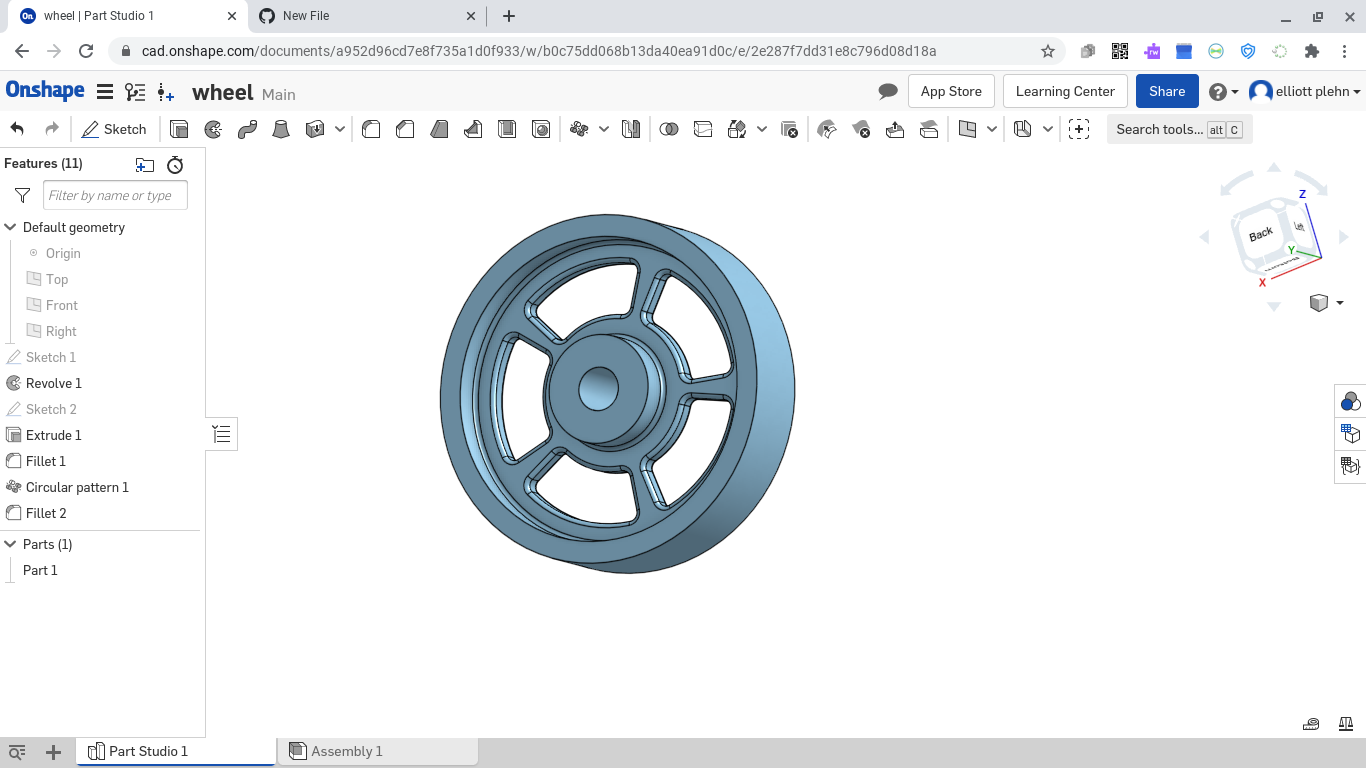 On wheel | Part Studio 1
New File
cad.onshape.com/documents/a952d96cd7e8f735a1d0f933/w/b0c75dd068b13da40ea91d0c/e/2e287f7dd31e8c796d08d18a
Onshape
wheel Main
App Store
Learning Center
Share
elliott plehn
Sketch
Search tools... alt C
Features (11)
Filter by name or type
Default geometry
Origin
Top
Front
Right
Sketch 1
Revolve 1
Sketch 2
Extrude 1
Fillet 1
Circular pattern 1
Fillet 2
Parts (1)
Part 1
Z
Back
Left
Y
X
Part Studio 1
Assembly 1